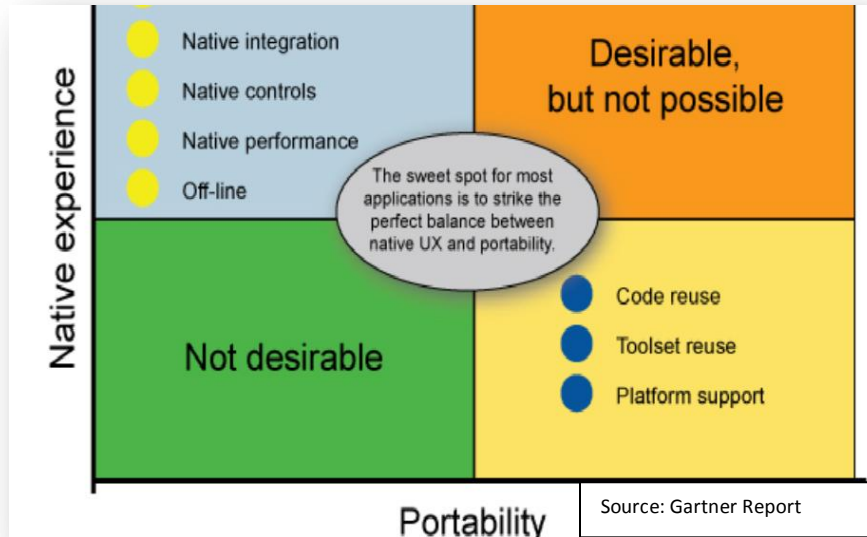 Native experience
Native integration
Native controls
Native performance
Off-line
Desirable,
but not possible
The sweet spot for most
applications is to strike the
perfect balance between
native UX and portability.
Not desirable
Code reuse
Toolset reuse
Platform support
Portability
Source: Gartner Report